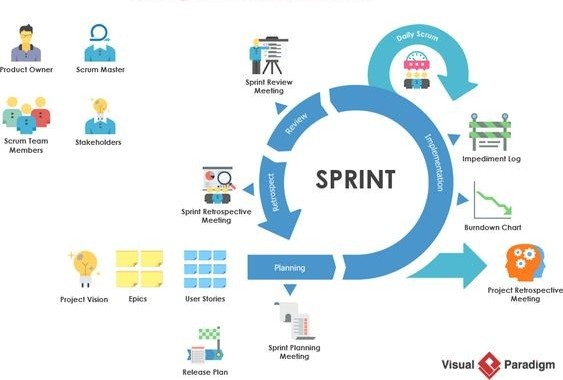 Product Owner
Scrum Master
Scrum Team
Members
Stakeholders
Sprint Review
Meeting
Daily Scrum
Review
Implementation
Impediment Log
SPRINT
Retrospect
Sprint Retrospective
Meeting
Burndown Chart
Planning
Project Vision
Epics
User Stories
Project Retrospective
Meeting
Sprint Planning
Meeting
Release Plan
Visual Paradigm